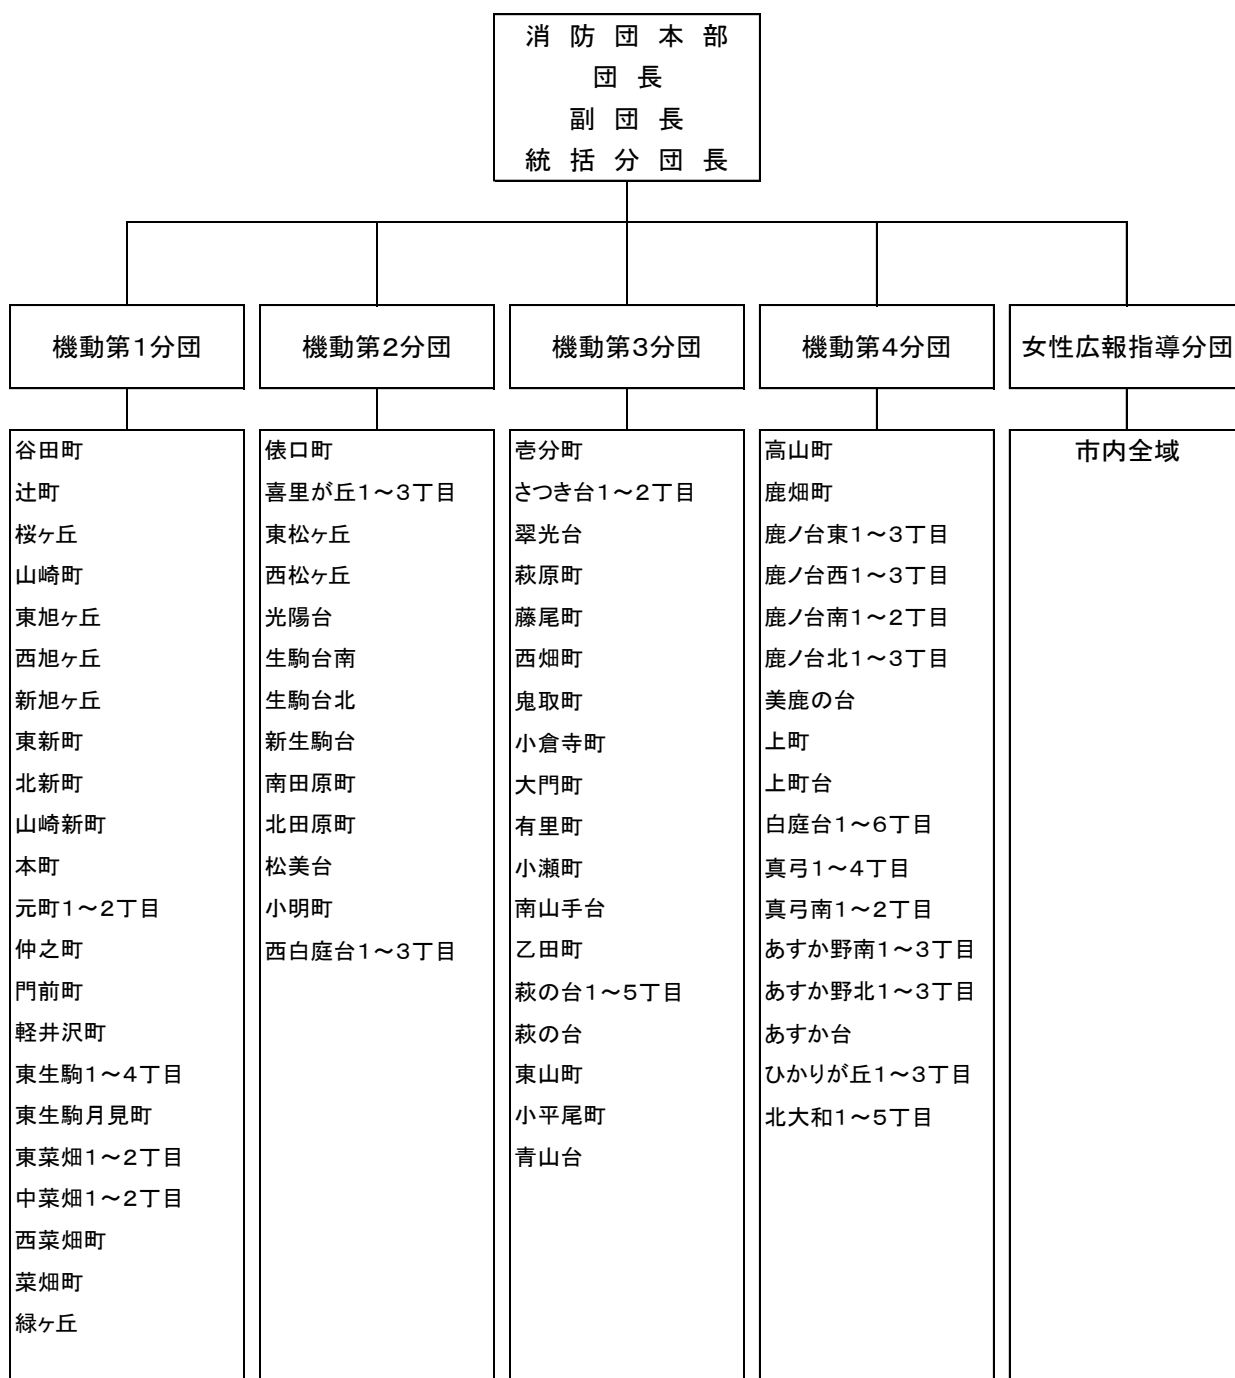 消防団本部
団長
副団長
統括分団長
機動第1分団
機動第2分団
機動第3分団
機動第4分団
女性広報指導分団
谷田町
辻町
桜ヶ丘
山崎町
東旭ヶ丘
西旭ヶ丘
新旭ヶ丘
東新町
北新町
山崎新町
本町
元町1～2丁目
仲之町
門前町
軽井沢町
東生駒1～4丁目
東生駒月見町
東菜畑1～2丁目
中菜畑1～2丁目
西菜畑町
菜畑町
緑ヶ丘
俵口町
喜里が丘1～3丁目
東松ヶ丘
西松ヶ丘
光陽台
生駒台南
生駒台北
新生駒台
南田原町
北田原町
松美台
小明町
西白庭台1～3丁目
壱分町
さつき台1～2丁目
翠光台
萩原町
藤尾町
西畑町
鬼取町
小倉寺町
大門町
有里町
小瀬町
南山手台
乙田町
萩の台1～5丁目
萩の台
東山町
小平尾町
青山台
高山町
鹿畑町
鹿ノ台東1～3丁目
鹿ノ台西1～3丁目
鹿ノ台南1～2丁目
鹿ノ台北1～3丁目
美鹿の台
上町
上町台
白庭台1～6丁目
真弓1～4丁目
真弓南1～2丁目
あすか野南1～3丁目
あすか野北1～3丁目
あすか台
ひかりが丘1～3丁目
北大和1～5丁目
市内全域